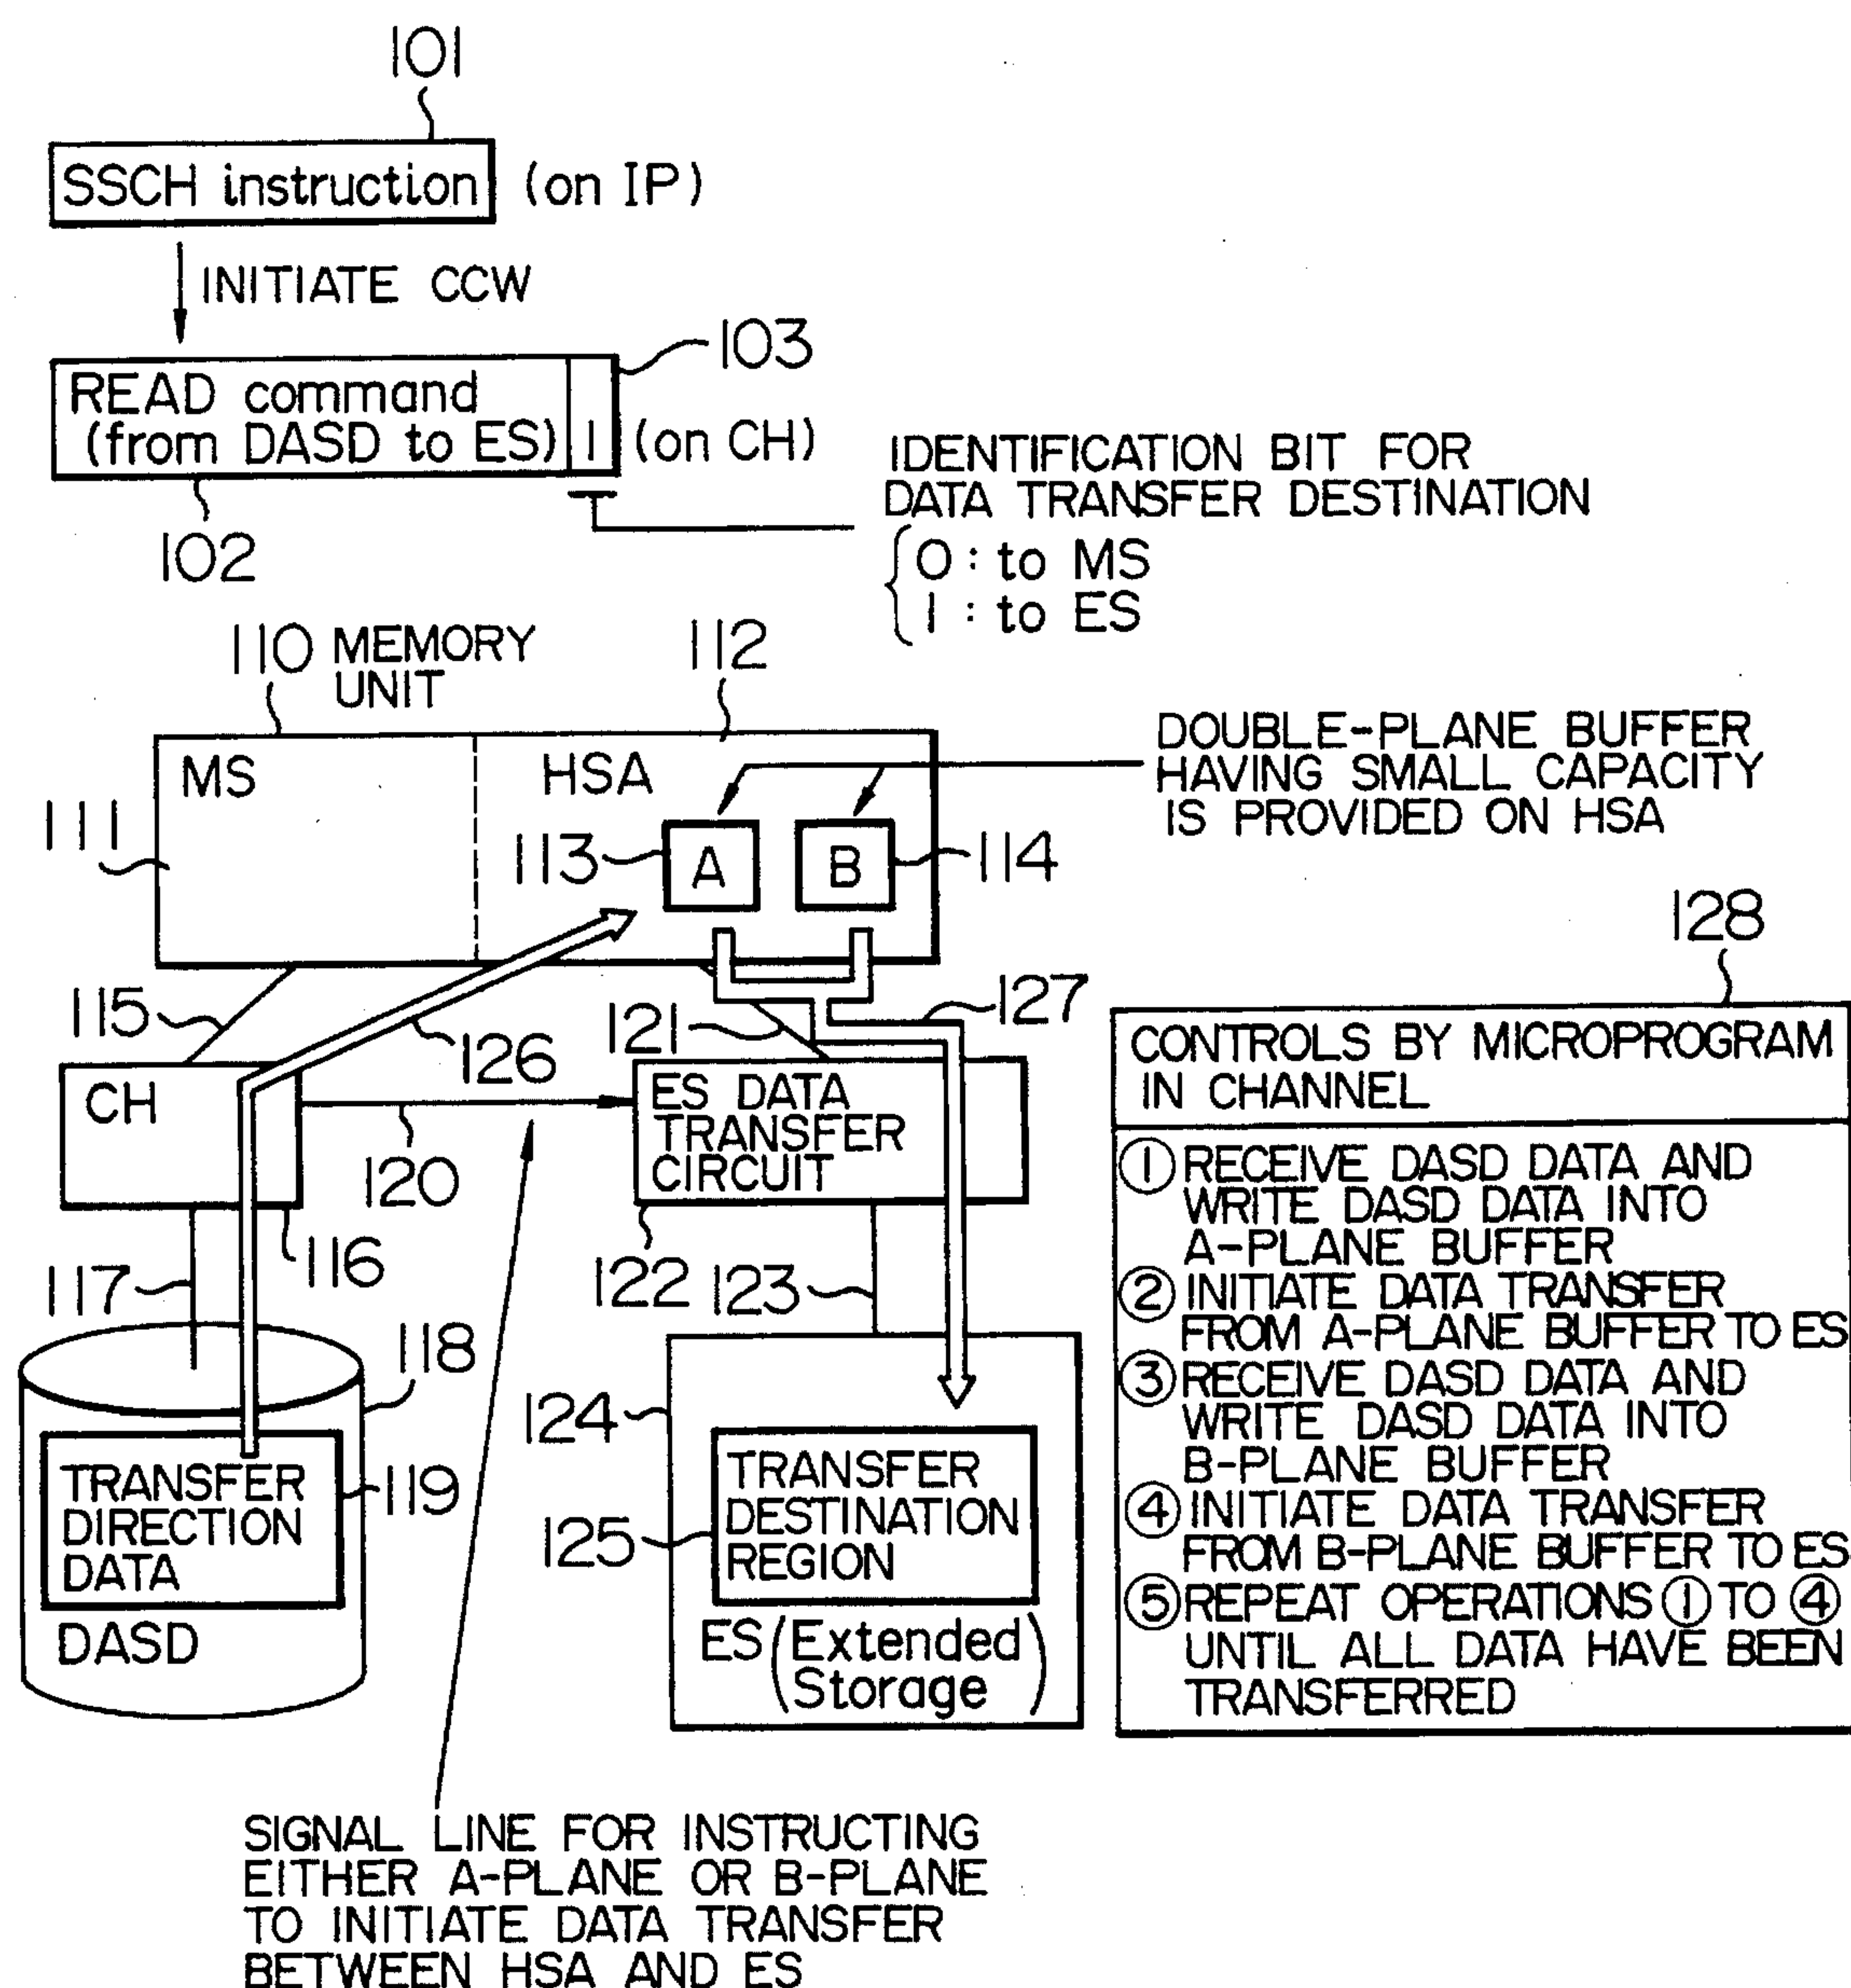 101
SSCH instruction (on IP)
INITIATE CCW
103
READ command
(from DASD to ES) 1 (on CH)
102
IDENTIFICATION BIT FOR
DATA TRANSFER DESTINATION
0 : to MS
1 : to ES
110 MEMORY
UNIT
112
MS
HSA
DOUBLE-PLANE BUFFER
HAVING SMALL CAPACITY
IS PROVIDED ON HSA
111
113
A
B
114
128
115
126
121
127
CH
120
ES DATA
TRANSFER
CIRCUIT
116
117
122
123
118
119
TRANSFER
DIRECTION
DATA
DASD
124
125
TRANSFER
DESTINATION
REGION
ES (Extended
Storage)
CONTROLS BY MICROPROGRAM
IN CHANNEL
① RECEIVE DASD DATA AND
WRITE DASD DATA INTO
A-PLANE BUFFER
② INITIATE DATA TRANSFER
FROM A-PLANE BUFFER TO ES
③ RECEIVE DASD DATA AND
WRITE DASD DATA INTO
B-PLANE BUFFER
④ INITIATE DATA TRANSFER
FROM B-PLANE BUFFER TO ES
⑤ REPEAT OPERATIONS ① TO ④
UNTIL ALL DATA HAVE BEEN
TRANSFERRED
SIGNAL LINE FOR INSTRUCTING
EITHER A-PLANE OR B-PLANE
TO INITIATE DATA TRANSFER
BETWEEN HSA AND ES